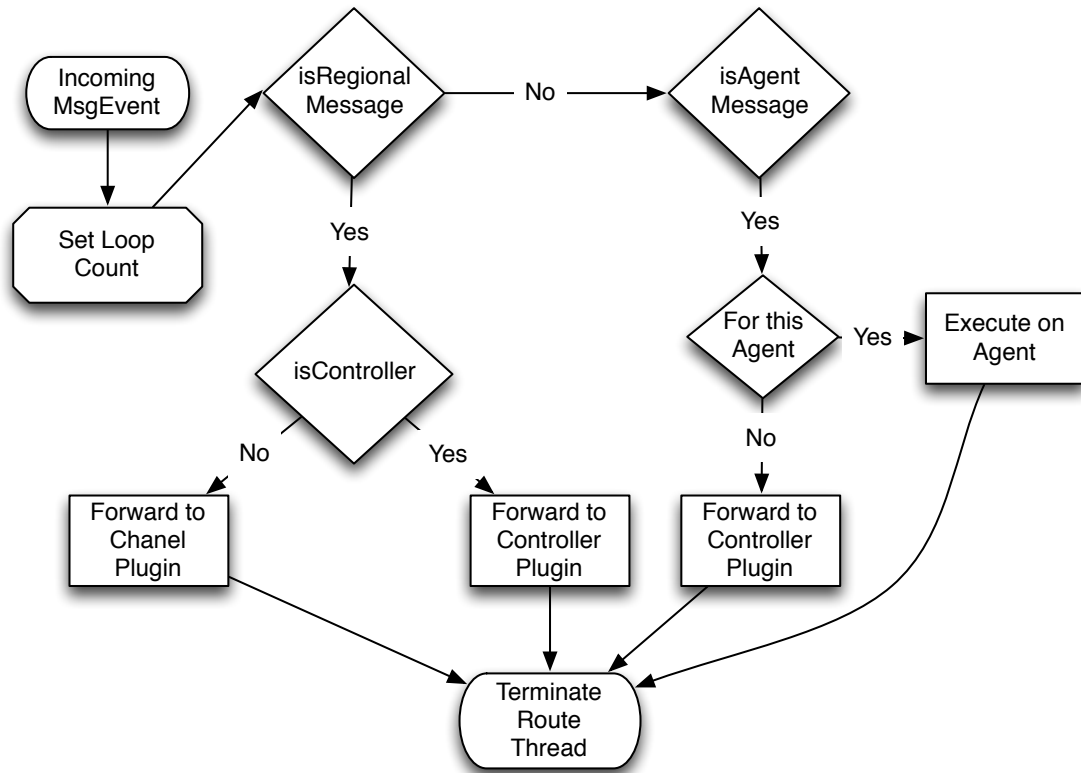 Incoming
MsgEvent
isRegional
Message
No
isAgent
Message
Set Loop
Count
Yes
Yes
isController
For this
Agent
Yes
Execute on
Agent
No
Yes
No
Forward to
Chanel
Plugin
Forward to
Controller
Plugin
Forward to
Controller
Plugin
Terminate
Route
Thread